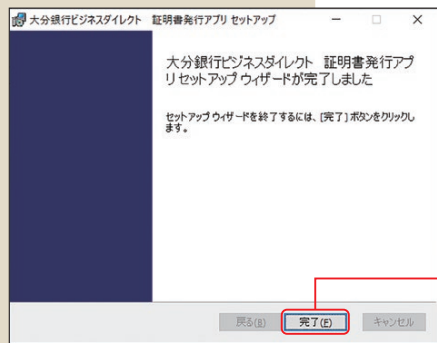 大分銀行ビジネスダイレクト　証明書発行アプリ セットアップ
大分銀行ビジネスダイレクト　証明書発行アプ
リ セットアップ ウィザードが完了しました
セットアップ ウィザードを終了するには、[完了] ボタンをクリックし
ます。
戻る(B)
完了(F)
キャンセル